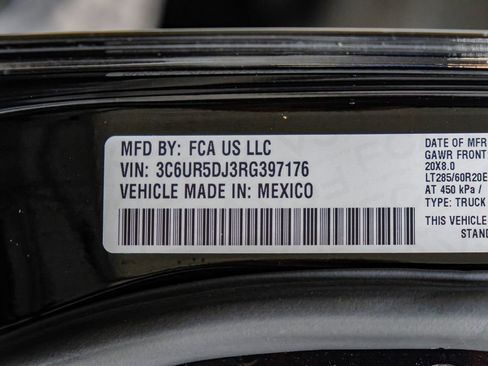 MFD BY: FCA US LLC
VIN: 3C6UR5DJ3RG397176
VEHICLE MADE IN: MEXICO
DATE OF MFR
GAWR FRONT
20X8.0
LT285/60R20E
AT 450 kPa /
TYPE: TRUCK
THIS VEHICLE
STAND